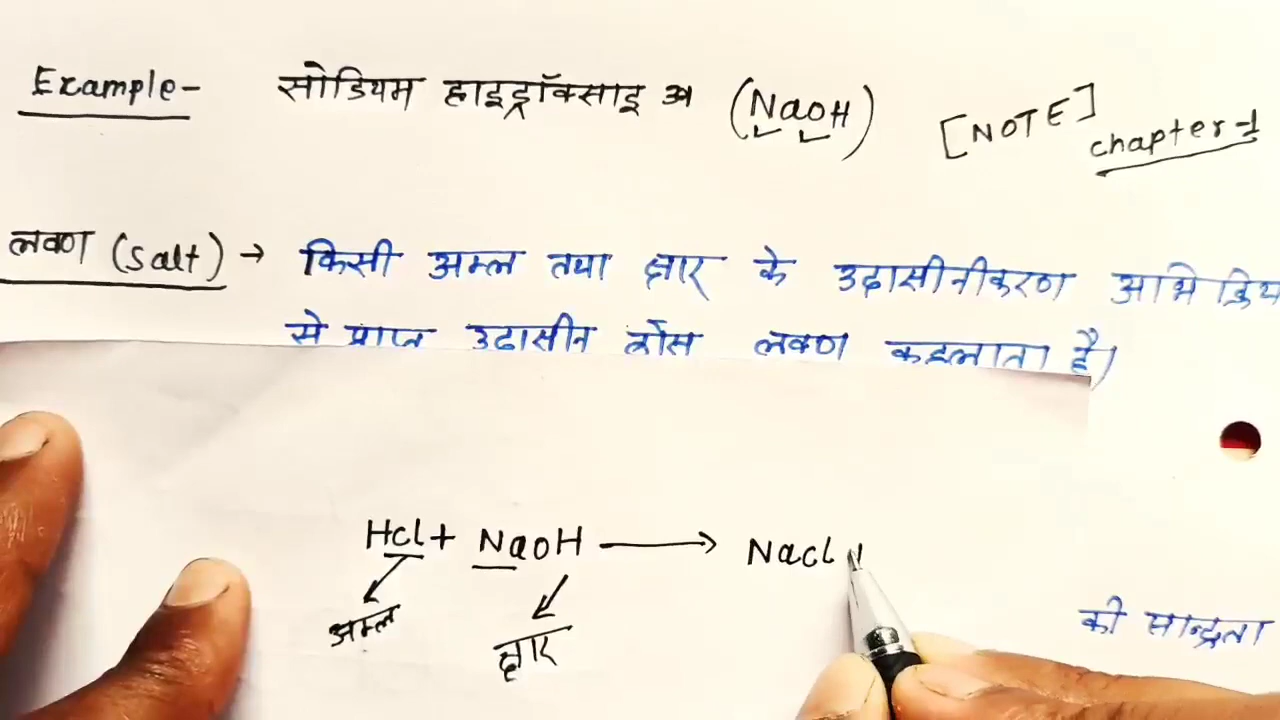 Example- सोडियम हाइड्रॉक्साइड (NaOH) [NOTE] chapter-1
लवण (Salt) → किसी अम्ल तथा क्षार के उदासीनीकरण अभिक्रिय
से प्राप्त उदासीन ठोस लवण कहलाता है।
Hcl + NaOH → Nacl
अम्ल क्षार
की सान्द्रता